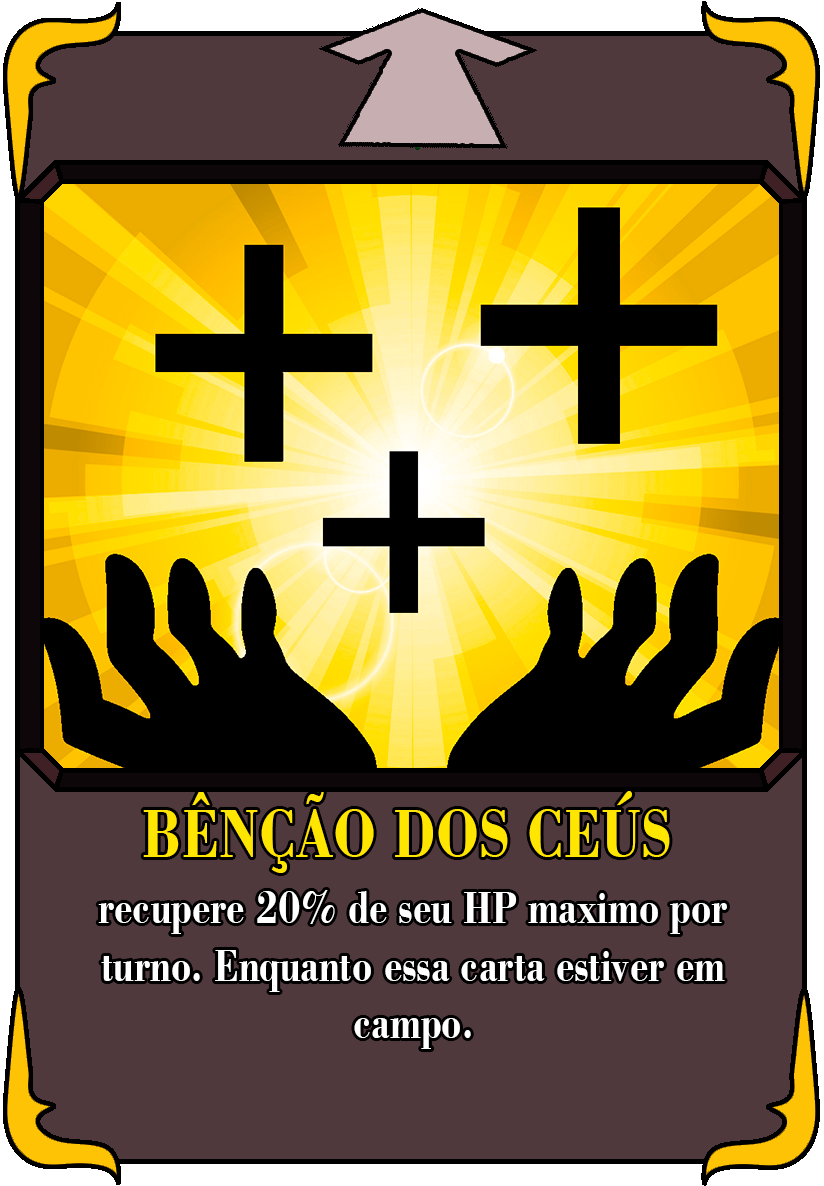 BÊNÇÃO DOS CEÚS
recupere 20% de seu HP maximo por
turno. Enquanto essa carta estiver em
campo.